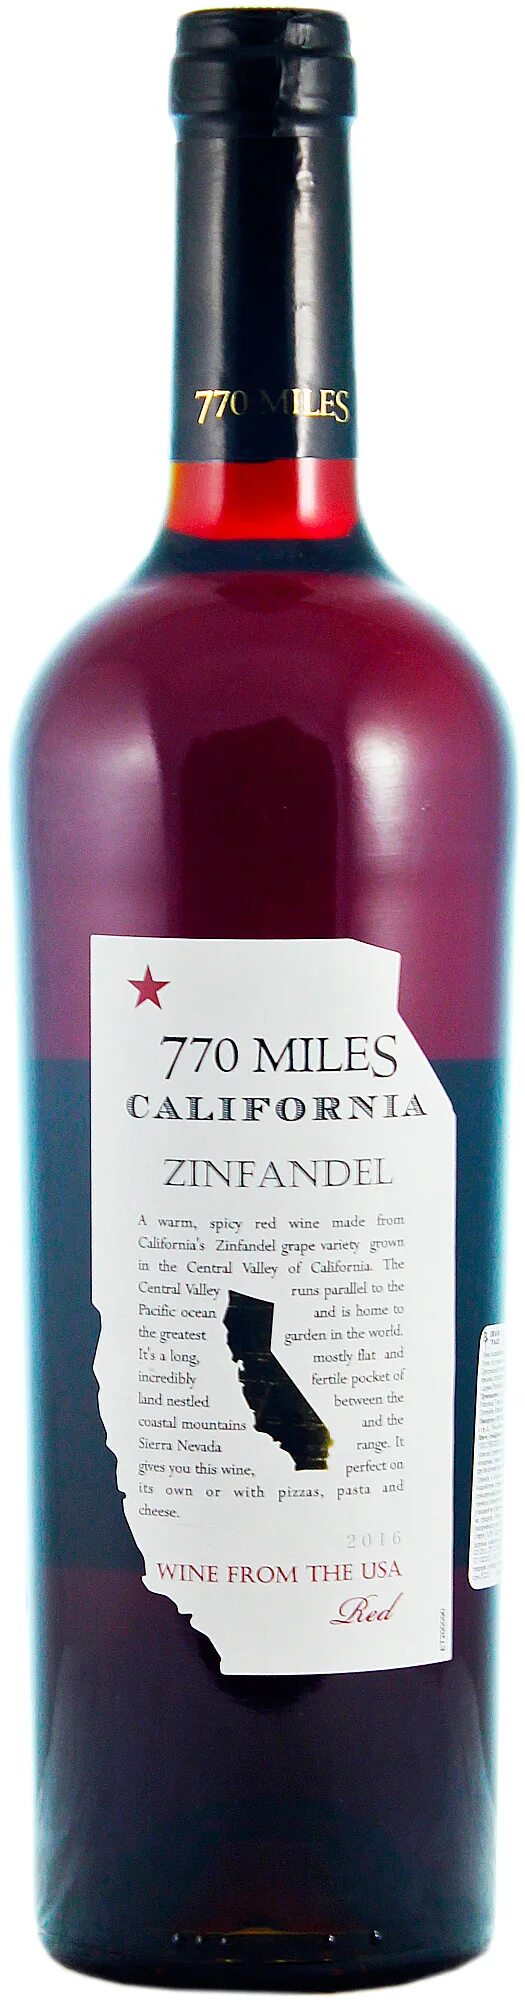 770 MILES
770 MILES
CALIFORNIA
ZINFANDEL
A warm, spicy red wine made from
California's Zinfandel grape variety grown
in the Central Valley of California. The
Central Valley runs parallel to the
Pacific ocean and is home to
the greatest garden in the world.
It's a long, mostly flat and
incredibly fertile pocket of
land nestled between the
coastal mountains and the
Sierra Nevada range. It
gives you this wine, perfect on
its own or with pizzas, pasta and
cheese.
2016
WINE FROM THE USA
Red